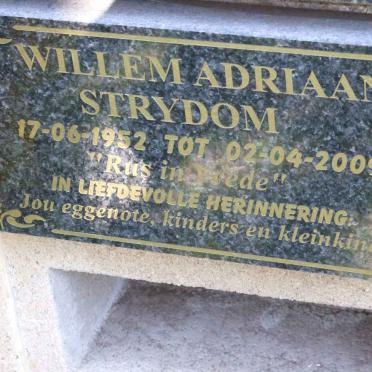 WILLEM ADRIAAN
STRYDOM
17-06-1952 TOT 02-04-200
"Rus in Vrede"
IN LIEFDEVOLLE HERINNERING.
Jou eggenote, kinders en kleinkin